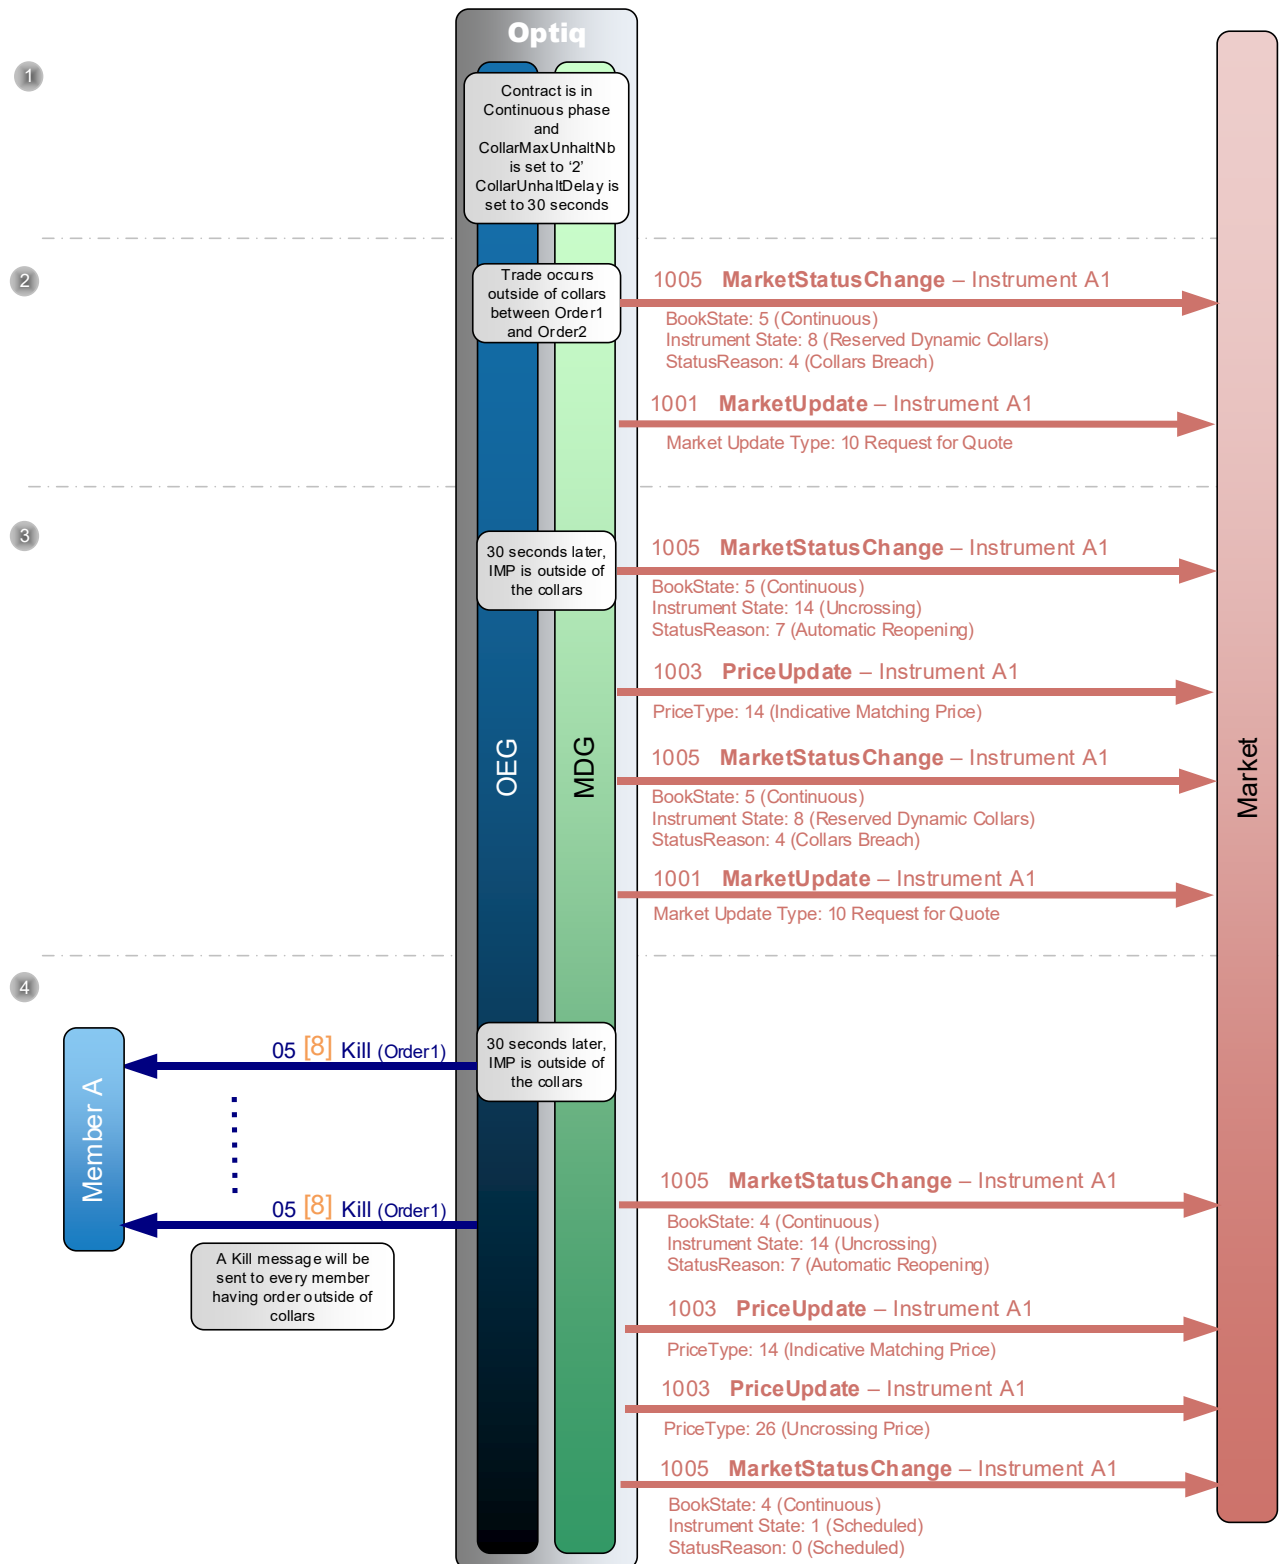 Optiq
1
Contract is in
Continuous phase
and
CollarMaxUnhaltNb
is set to ‘2’
CollarUnhaltDelay is
set to 30 seconds
2
Trade occurs
outside of collars
between Order1
and Order2
1005 MarketStatusChange – Instrument A1
BookState: 5 (Continuous)
Instrument State: 8 (Reserved Dynamic Collars)
StatusReason: 4 (Collars Breach)
1001 MarketUpdate – Instrument A1
Market Update Type: 10 Request for Quote
3
30 seconds later,
IMP is outside of
the collars
1005 MarketStatusChange – Instrument A1
BookState: 5 (Continuous)
Instrument State: 14 (Uncrossing)
StatusReason: 7 (Automatic Reopening)
1003 PriceUpdate – Instrument A1
PriceType: 14 (Indicative Matching Price)
OEG
MDG
Market
1005 MarketStatusChange – Instrument A1
BookState: 5 (Continuous)
Instrument State: 8 (Reserved Dynamic Collars)
StatusReason: 4 (Collars Breach)
1001 MarketUpdate – Instrument A1
Market Update Type: 10 Request for Quote
4
Member A
05 [8] Kill (Order1)
30 seconds later,
IMP is outside of
the collars
05 [8] Kill (Order1)
A Kill message will be
sent to every member
having order outside of
collars
1005 MarketStatusChange – Instrument A1
BookState: 4 (Continuous)
Instrument State: 14 (Uncrossing)
StatusReason: 7 (Automatic Reopening)
1003 PriceUpdate – Instrument A1
PriceType: 14 (Indicative Matching Price)
1003 PriceUpdate – Instrument A1
PriceType: 26 (Uncrossing Price)
1005 MarketStatusChange – Instrument A1
BookState: 4 (Continuous)
Instrument State: 1 (Scheduled)
StatusReason: 0 (Scheduled)